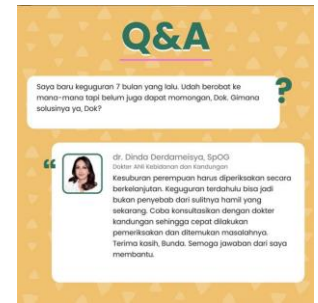 Q&A
Saya baru keguguran 7 bulan yang lalu. Udah berobat ke
mana-mana tapi belum juga dapat momongan, Dok. Gimana
solusinya ya, Dok?
?
“
dr. Dinda Derdameisya, SpOG
Dokter Ahli Kebidanan dan Kandungan
Kesuburan perempuan harus diperiksakan secara
berkelanjutan. Keguguran terdahulu bisa jadi
bukan penyebab dari sulitnya hamil yang
sekarang. Coba konsultasikan dengan dokter
kandungan sehingga cepat dilakukan
pemeriksakan dan ditemukan masalahnya.
Terima kasih, Bunda. Semoga jawaban dari saya
membantu.